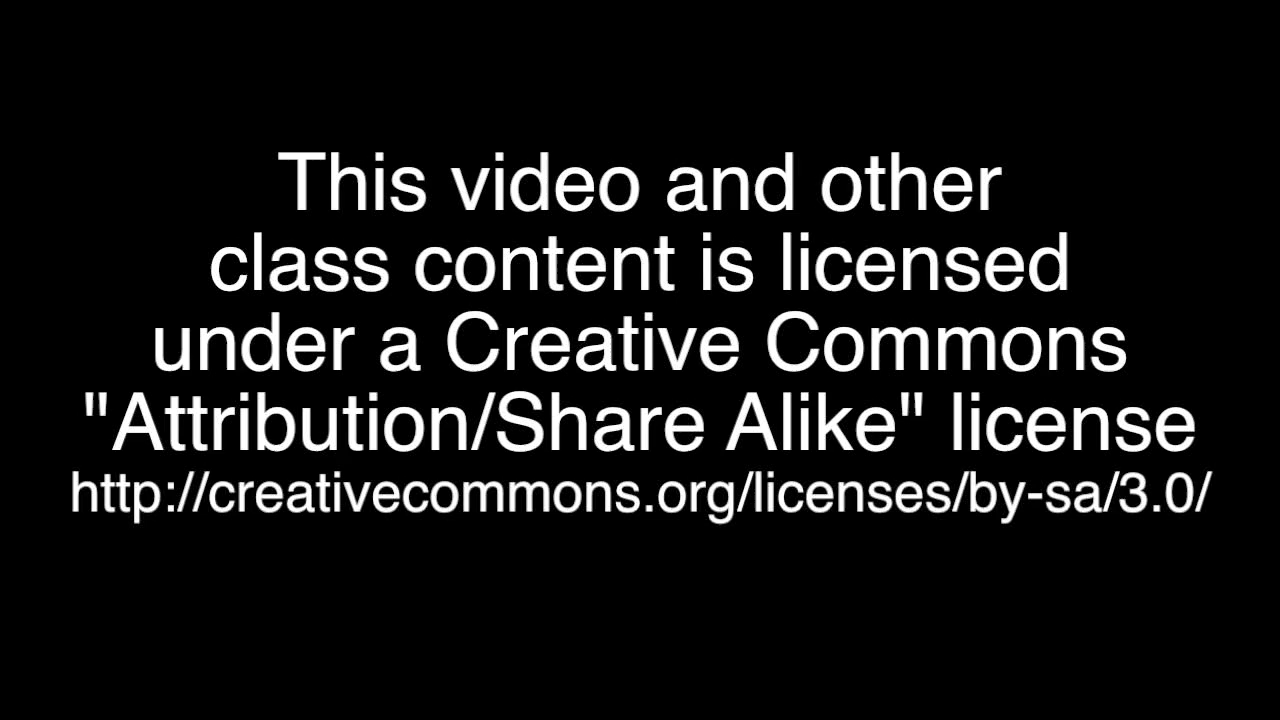 This video and other
class content is licensed
under a Creative Commons
"Attribution/Share Alike" license
http://creativecommons.org/licenses/by-sa/3.0/